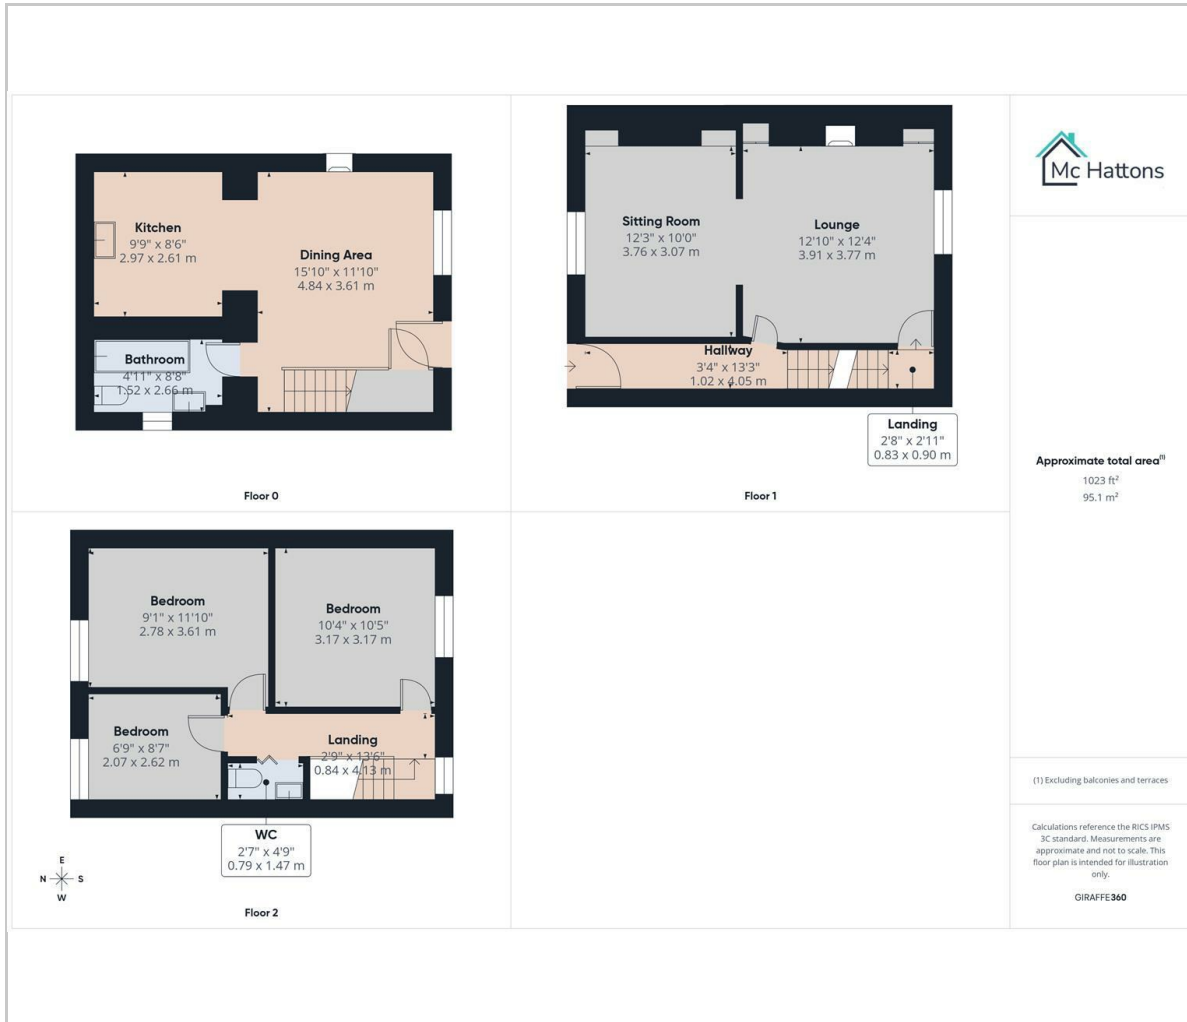 Kitchen
9'9" x 8'6"
2.97 x 2.61 m
Dining Area
15'10" x 11'10"
4.84 x 3.61 m
Bathroom
4'11" x 8'8"
1.52 x 2.66 m
Floor 0
Sitting Room
12'3" x 10'0"
3.76 x 3.07 m
Lounge
12'10" x 12'4"
3.91 x 3.77 m
Hallway
3'4" x 13'3"
1.02 x 4.05 m
Landing
2'8" x 2'11"
0.83 x 0.90 m
Floor 1
Bedroom
9'1" x 11'10"
2.78 x 3.61 m
Bedroom
10'4" x 10'5"
3.17 x 3.17 m
Bedroom
6'9" x 8'7"
2.07 x 2.62 m
Landing
2'9" x 13'6"
0.84 x 4.13 m
WC
2'7" x 4'9"
0.79 x 1.47 m
E
N S
W
Floor 2
Mc Hattons
Approximate total area(1)
1023 ft²
95.1 m²
(1) Excluding balconies and terraces
Calculations reference the RICS IPMS
3C standard. Measurements are
approximate and not to scale. This
floor plan is intended for illustration
only.
GIRAFFE360